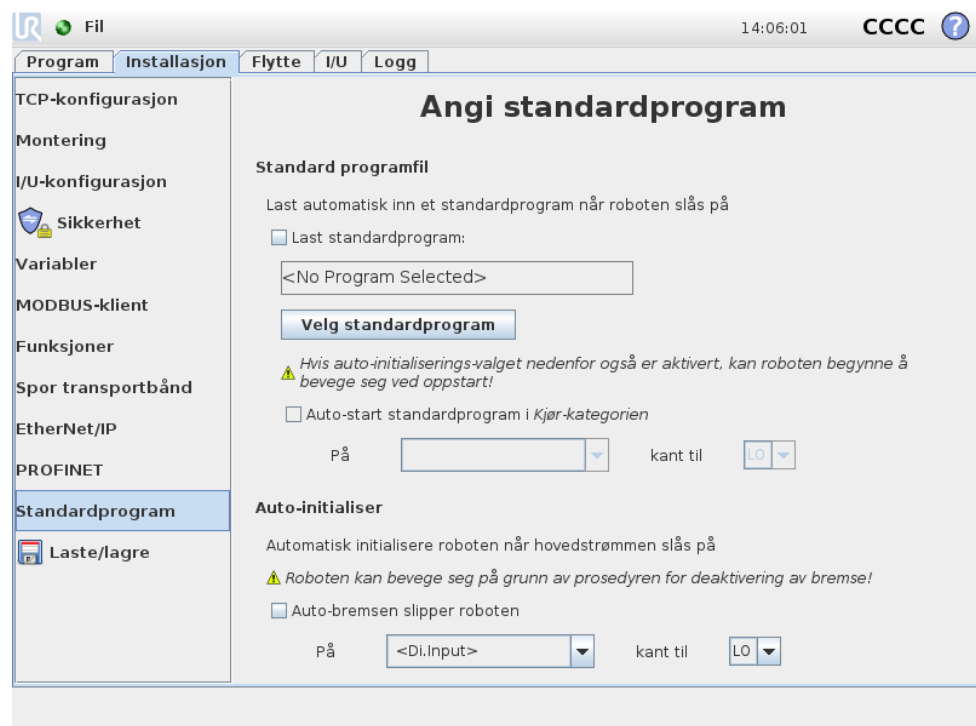 UR Fil 14:06:01 CCCC ?
Program Installasjon Flytte I/U Logg
TCP-konfigurasjon
Montering
I/U-konfigurasjon
Sikkerhet
Variabler
MODBUS-klient
Funksjoner
Spor transportbånd
EtherNet/IP
PROFINET
Standardprogram
Laste/lagre
Angi standardprogram
Standard programfil
Last automatisk inn et standardprogram når roboten slås på
Last standardprogram:
<No Program Selected>
Velg standardprogram
Hvis auto-initialiserings-valget nedenfor også er aktivert, kan roboten begynne å
bevege seg ved oppstart!
Auto-start standardprogram i Kjør-kategorien
På kant til LO
Auto-initialiser
Automatisk initialisere roboten når hovedstrømmen slås på
Roboten kan bevege seg på grunn av prosedyren for deaktivering av bremse!
Auto-bremsen slipper roboten
På <Di.Input> kant til LO